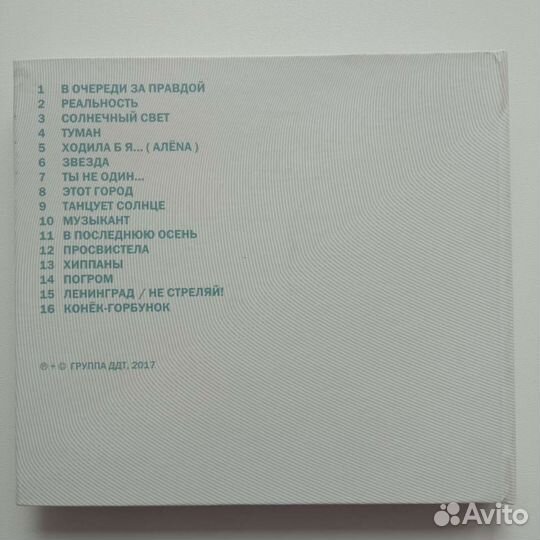 1 В ОЧЕРЕДИ ЗА ПРАВДОЙ
2 РЕАЛЬНОСТЬ
3 СОЛНЕЧНЫЙ СВЕТ
4 ТУМАН
5 ХОДИЛА Б Я... ( АЛЁNА )
6 ЗВЕЗДА
7 ТЫ НЕ ОДИН...
8 ЭТОТ ГОРОД
9 ТАНЦУЕТ СОЛНЦЕ
10 МУЗЫКАНТ
11 В ПОСЛЕДНЮЮ ОСЕНЬ
12 ПРОСВИСТЕЛА
13 ХИППАНЫ
14 ПОГРОМ
15 ЛЕНИНГРАД / НЕ СТРЕЛЯЙ!
16 КОНЁК-ГОРБУНОК
℗ + © ГРУППА ДДТ, 2017
Avito